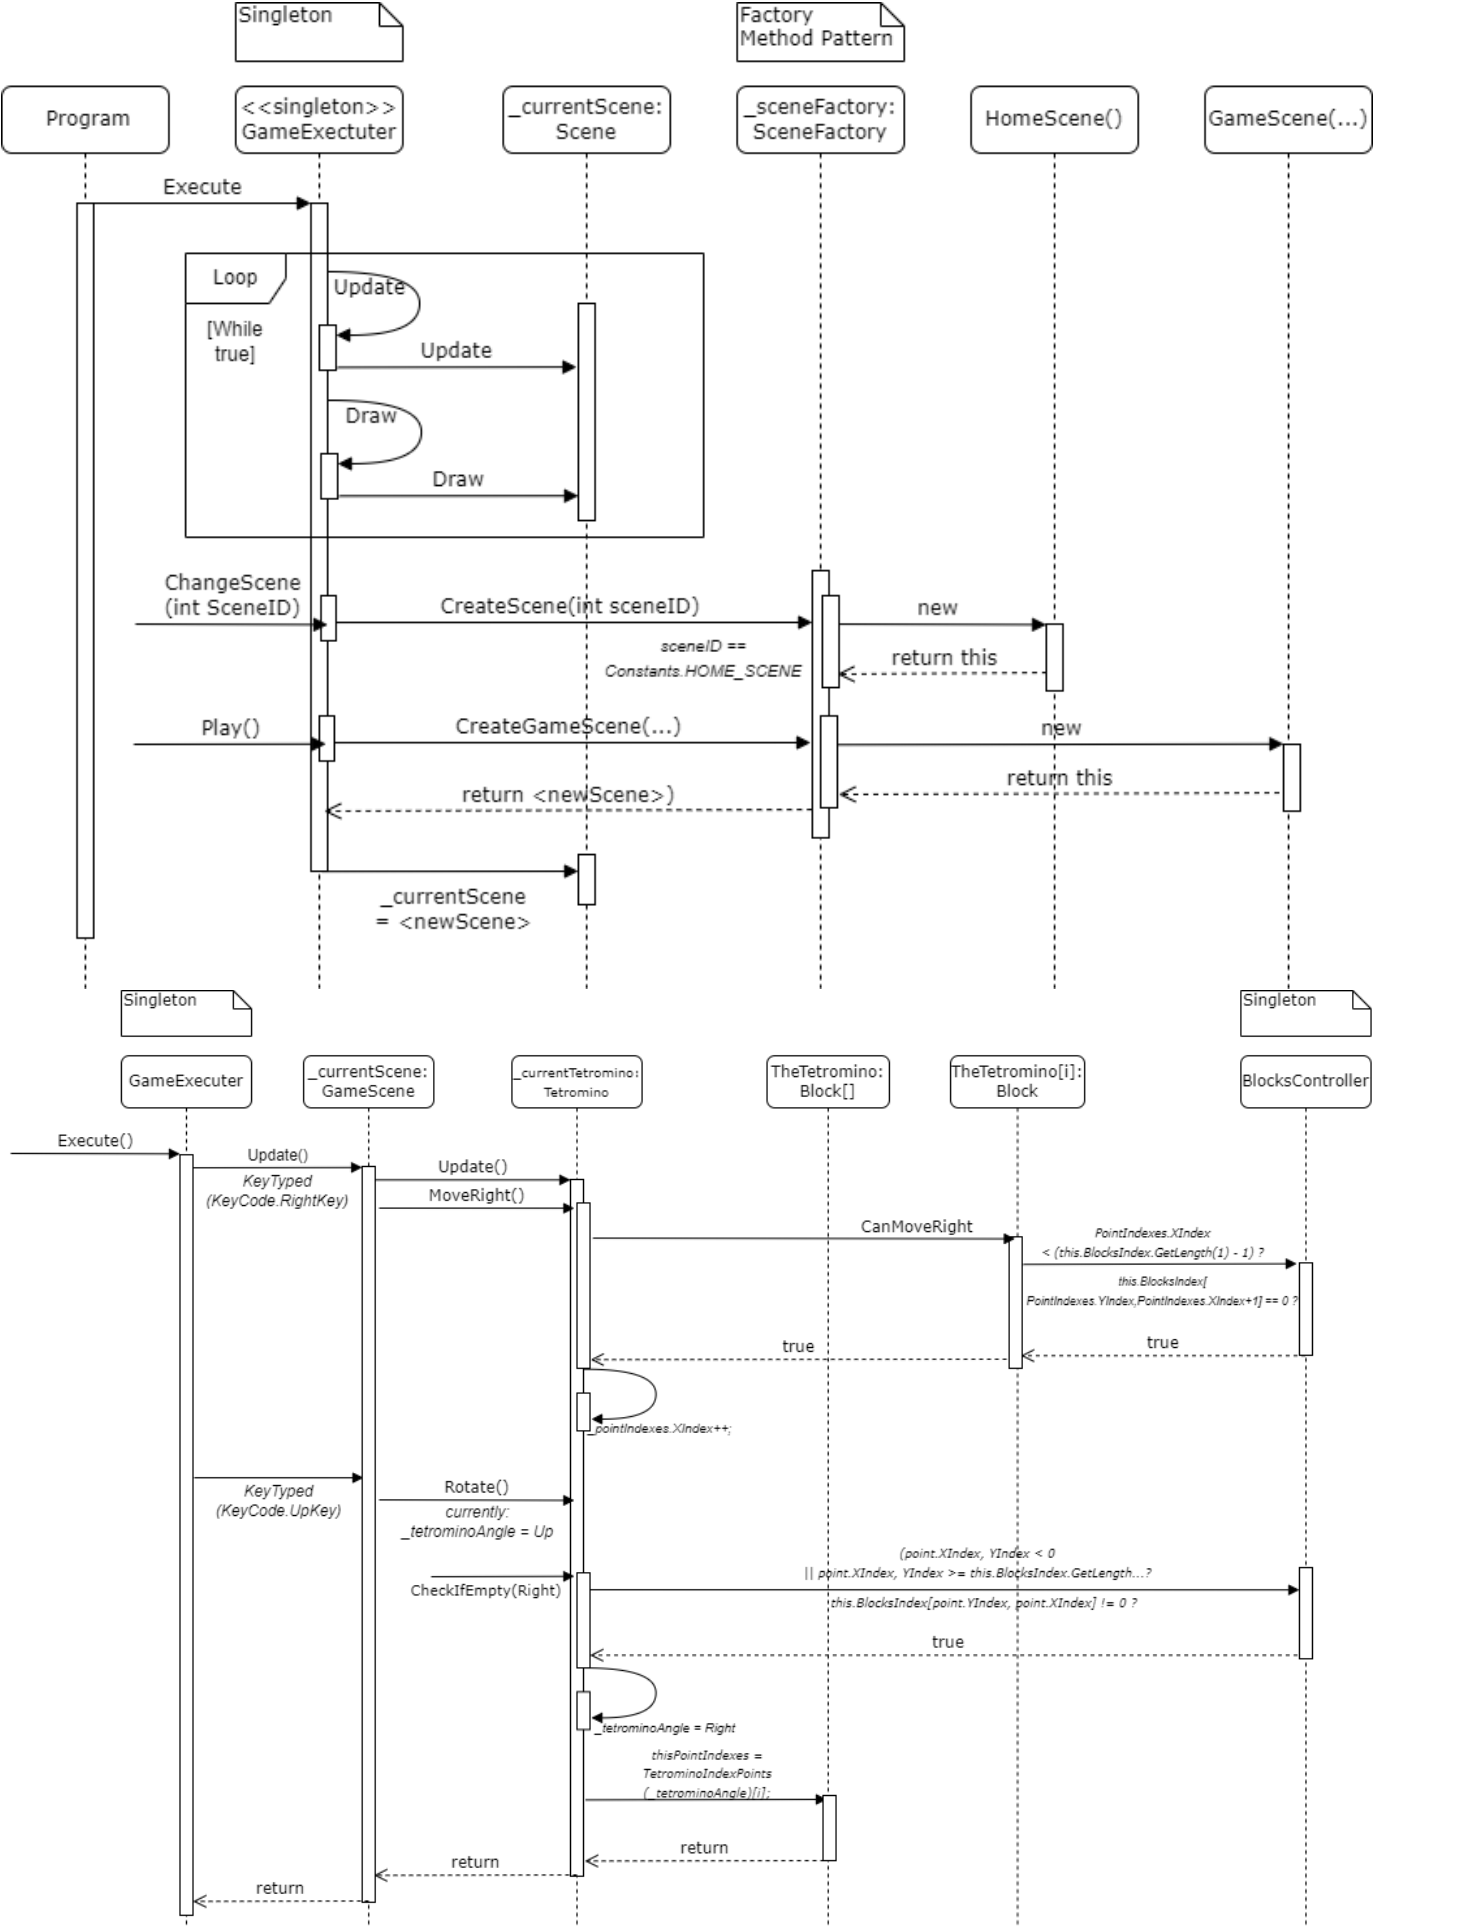 Singleton
Factory
Method Pattern
Program
<<singleton>>
GameExectuter
_currentScene:
Scene
_sceneFactory:
SceneFactory
HomeScene()
GameScene(...)
Execute
Loop
Update
[While
true]
Update
Draw
Draw
ChangeScene
(int SceneID)
CreateScene(int sceneID)
new
sceneID ==
Constants.HOME_SCENE
return this
Play()
CreateGameScene(...)
new
return this
return <newScene>)
_currentScene
= <newScene>
Singleton
Singleton
GameExecuter
_currentScene:
GameScene
_currentTetromino:
Tetromino
TheTetromino:
Block[]
TheTetromino[i]:
Block
BlocksController
Execute()
Update()
KeyTyped
(KeyCode.RightKey)
Update()
MoveRight()
CanMoveRight
PointIndexes.XIndex
< (this.BlocksIndex.GetLength(1) - 1) ?
this.BlocksIndex[
PointIndexes.YIndex,PointIndexes.XIndex+1] == 0 ?
true
true
_pointIndexes.XIndex++;
KeyTyped
(KeyCode.UpKey)
Rotate()
currently:
_tetrominoAngle = Up
CheckIfEmpty(Right)
(point.XIndex, YIndex < 0
|| point.XIndex, YIndex >= this.BlocksIndex.GetLength...?
this.BlocksIndex[point.YIndex, point.XIndex] != 0 ?
true
_tetrominoAngle = Right
thisPointIndexes =
TetrominoIndexPoints
(_tetrominoAngle)[i];
return
return
return